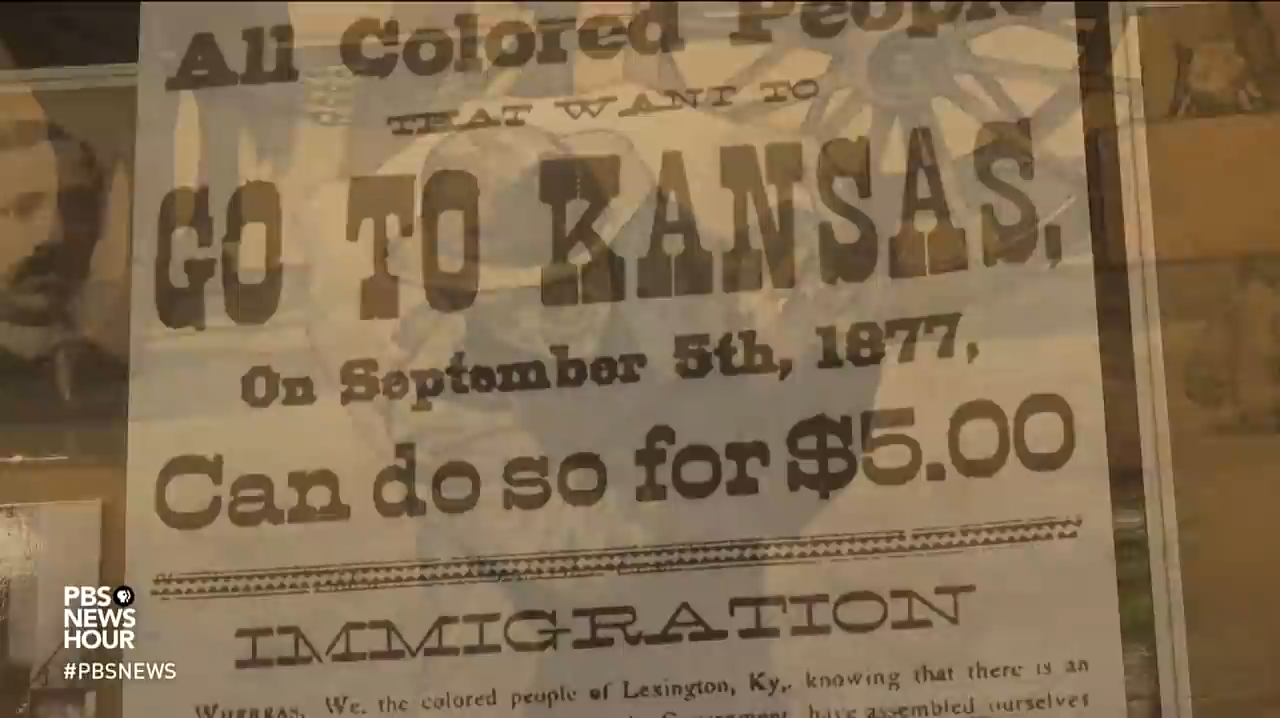 All Colored People
THAT WANT TO
GO TO KANSAS,
On September 5th, 1877,
Can do so for $5.00
IMMIGRATION
WHEREAS, We, the colored people of Lexington, Ky,. knowing that there is an
Government, have assembled ourselves
PBS
NEWS
HOUR
#PBSNEWS